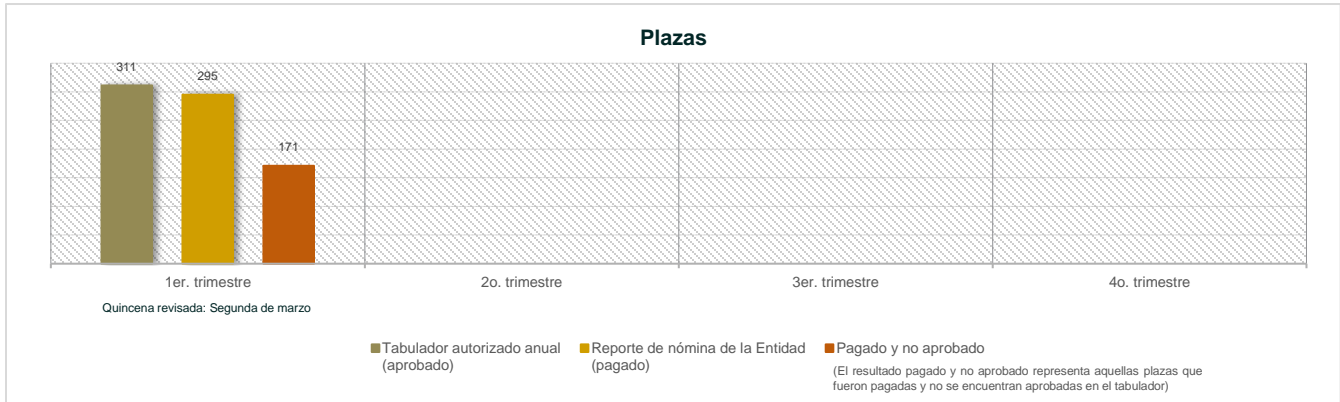 Plazas
311
295
171
1er. trimestre
2o. trimestre
3er. trimestre
4o. trimestre
Quincena revisada: Segunda de marzo
Tabulador autorizado anual
(aprobado)
Reporte de nómina de la Entidad
(pagado)
Pagado y no aprobado
(El resultado pagado y no aprobado representa aquellas plazas que
fueron pagadas y no se encuentran aprobadas en el tabulador)